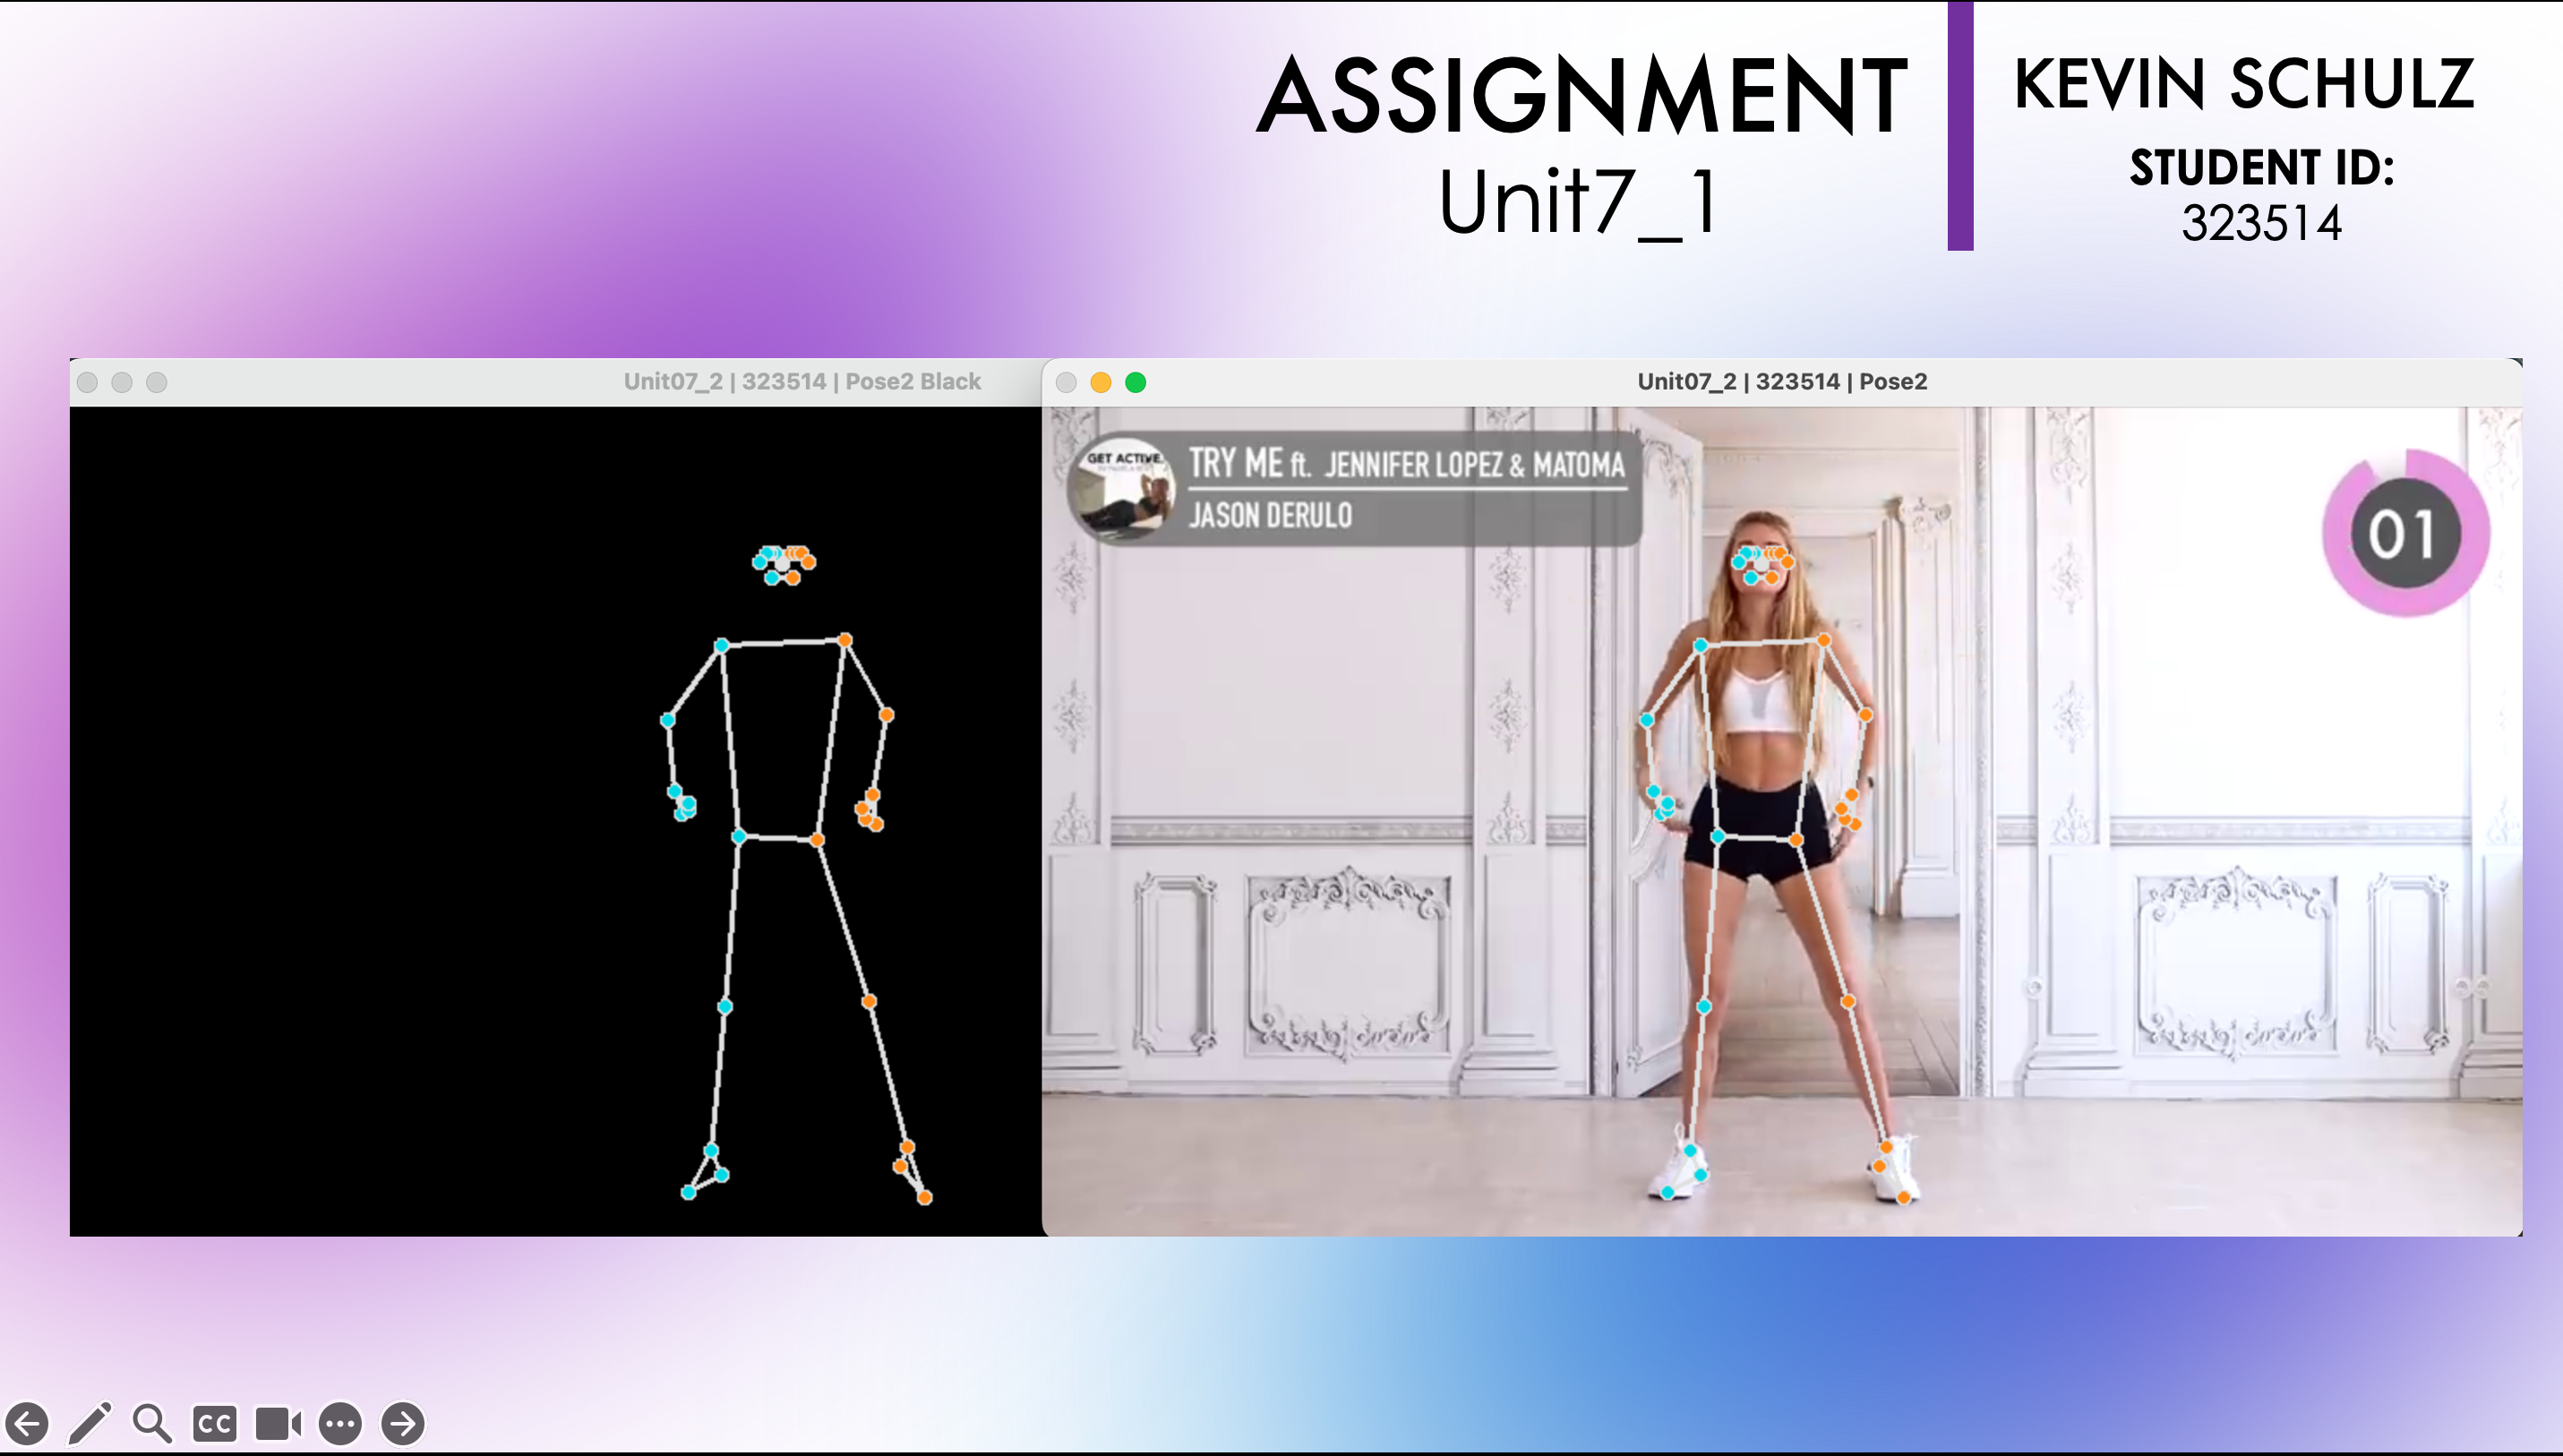 ASSIGNMENT
Unit7_1
KEVIN SCHULZ
STUDENT ID:
323514
Unit07_2 | 323514 | Pose2 Black
Unit07_2 | 323514 | Pose2
GET ACTIVE
TRY ME ft. JENNIFER LOPEZ & MATOMA
JASON DERULO
01
CC